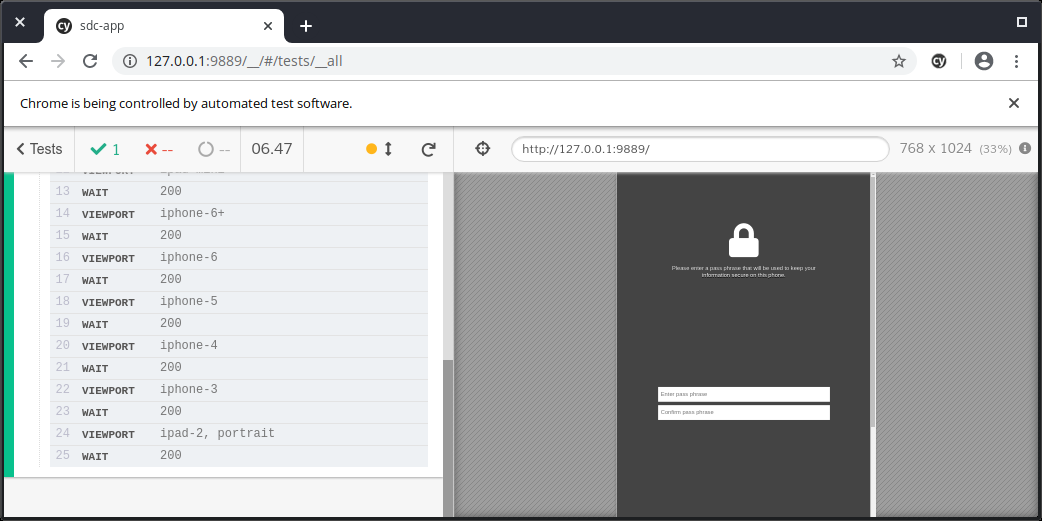 cy sdc-app
127.0.0.1:9889/__/#/tests/__all
cy
Chrome is being controlled by automated test software.
Tests
1
--
--
06.47
http://127.0.0.1:9889/
768 x 1024 (33%)
13 WAIT 200
14 VIEWPORT iphone-6+
15 WAIT 200
16 VIEWPORT iphone-6
17 WAIT 200
18 VIEWPORT iphone-5
19 WAIT 200
20 VIEWPORT iphone-4
21 WAIT 200
22 VIEWPORT iphone-3
23 WAIT 200
24 VIEWPORT ipad-2, portrait
25 WAIT 200
Please enter a pass phrase that will be used to keep your
information secure on this phone.
Enter pass phrase
Confirm pass phrase